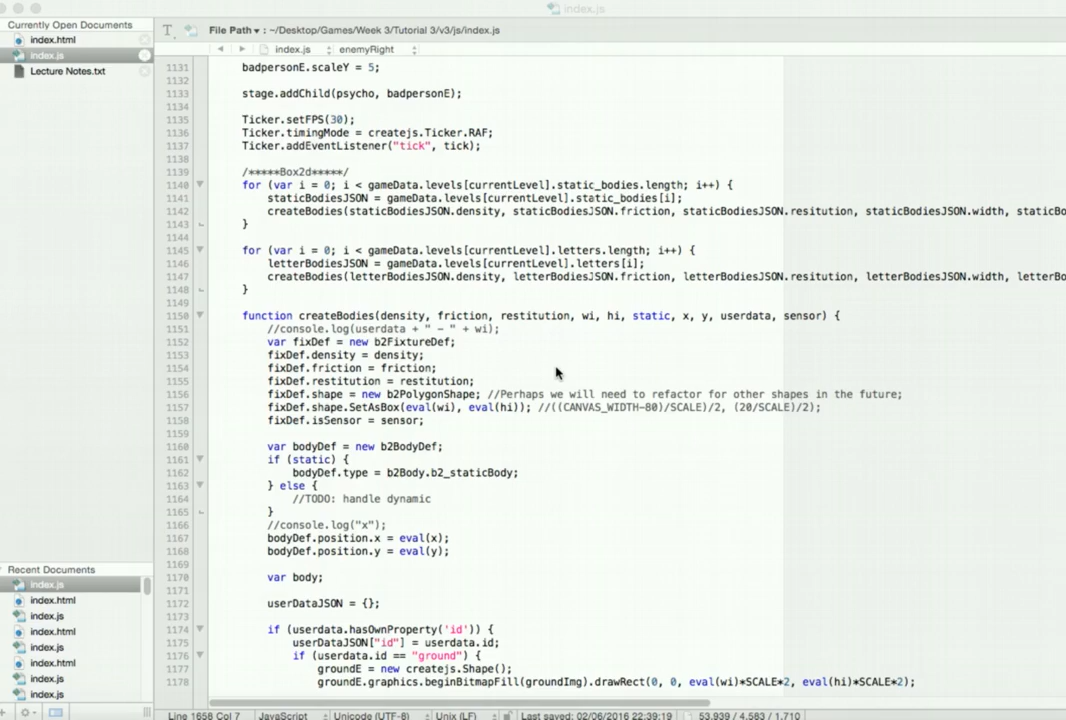 index.js
Currently Open Documents
index.html
index.js
Lecture Notes.txt
File Path ▾ : ~/Desktop/Games/Week 3/Tutorial 3/v3/js/index.js
index.js enemyRight
1131 badpersonE.scaleY = 5;
1132
1133 stage.addChild(psycho, badpersonE);
1134
1135 Ticker.setFPS(30);
1136 Ticker.timingMode = createjs.Ticker.RAF;
1137 Ticker.addEventListener("tick", tick);
1138
1139 /*****Box2d*****/
1140 for (var i = 0; i < gameData.levels[currentLevel].static_bodies.length; i++) {
1141 staticBodiesJSON = gameData.levels[currentLevel].static_bodies[i];
1142 createBodies(staticBodiesJSON.density, staticBodiesJSON.friction, staticBodiesJSON.resitution, staticBodiesJSON.width, staticBo
1143 }
1144
1145 for (var i = 0; i < gameData.levels[currentLevel].letters.length; i++) {
1146 letterBodiesJSON = gameData.levels[currentLevel].letters[i];
1147 createBodies(letterBodiesJSON.density, letterBodiesJSON.friction, letterBodiesJSON.resitution, letterBodiesJSON.width, letterBo
1148 }
1149
1150 function createBodies(density, friction, restitution, wi, hi, static, x, y, userdata, sensor) {
1151 //console.log(userdata + " - " + wi);
1152 var fixDef = new b2FixtureDef;
1153 fixDef.density = density;
1154 fixDef.friction = friction;
1155 fixDef.restitution = restitution;
1156 fixDef.shape = new b2PolygonShape; //Perhaps we will need to refactor for other shapes in the future;
1157 fixDef.shape.SetAsBox(eval(wi), eval(hi)); //((CANVAS_WIDTH-80)/SCALE)/2, (20/SCALE)/2);
1158 fixDef.isSensor = sensor;
1159
1160 var bodyDef = new b2BodyDef;
1161 if (static) {
1162 bodyDef.type = b2Body.b2_staticBody;
1163 } else {
1164 //TODO: handle dynamic
1165 }
1166 //console.log("x");
1167 bodyDef.position.x = eval(x);
1168 bodyDef.position.y = eval(y);
1169
1170 var body;
1171
1172 userDataJSON = {};
1173
1174 if (userdata.hasOwnProperty('id')) {
1175 userDataJSON["id"] = userdata.id;
1176 if (userdata.id == "ground") {
1177 groundE = new createjs.Shape();
1178 groundE.graphics.beginBitmapFill(groundImg).drawRect(0, 0, eval(wi)*SCALE*2, eval(hi)*SCALE*2);
Recent Documents
index.js
index.html
index.js
index.html
index.js
index.html
index.js
index.js
Line 1658 Col 7 JavaScript Unicode (UTF-8) Unix (LF) Last saved: 02/06/2016 22:39:19 53,939 / 4,583 / 1,710